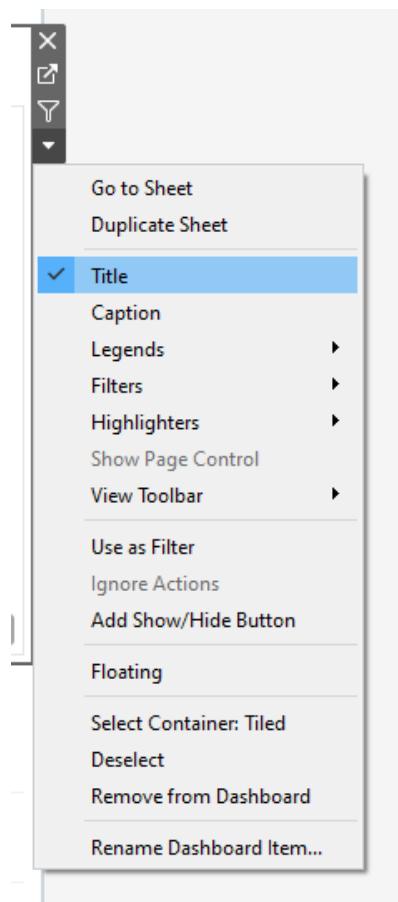 Go to Sheet
Duplicate Sheet
Title
Caption
Legends
Filters
Highlighters
Show Page Control
View Toolbar
Use as Filter
Ignore Actions
Add Show/Hide Button
Floating
Select Container: Tiled
Deselect
Remove from Dashboard
Rename Dashboard Item...